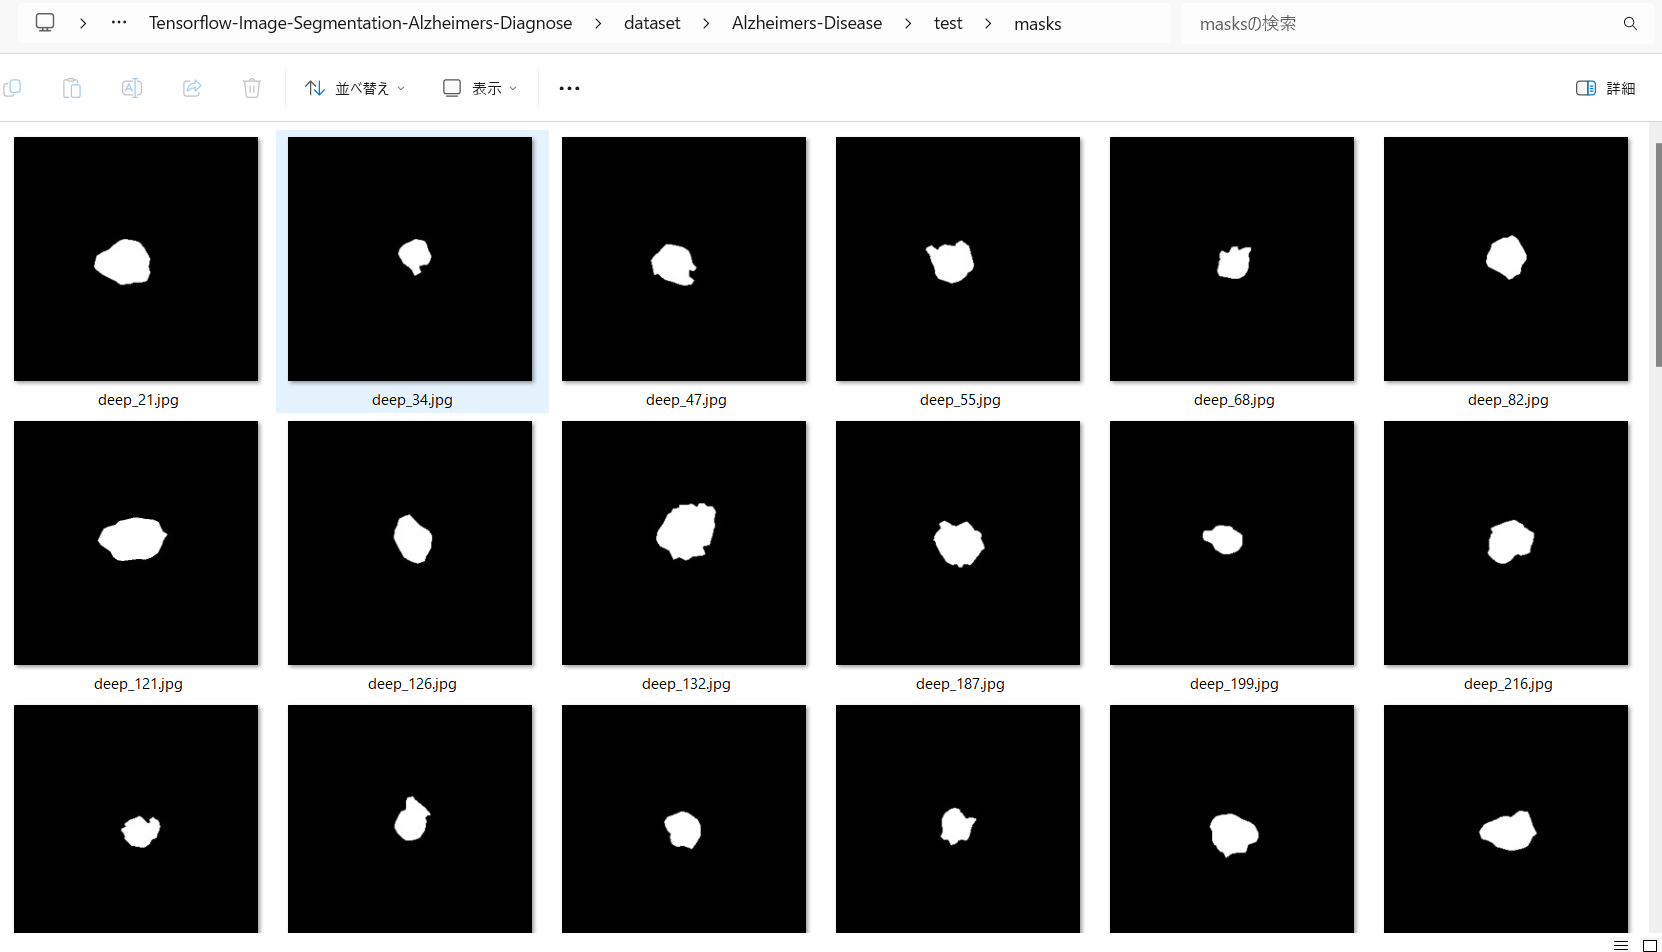 Tensorflow-Image-Segmentation-Alzheimers-Diagnose > dataset > Alzheimers-Disease > test > masks
masksの検索
並べ替え 表示 ••• 詳細
deep_21.jpg deep_34.jpg deep_47.jpg deep_55.jpg deep_68.jpg deep_82.jpg
deep_121.jpg deep_126.jpg deep_132.jpg deep_187.jpg deep_199.jpg deep_216.jpg